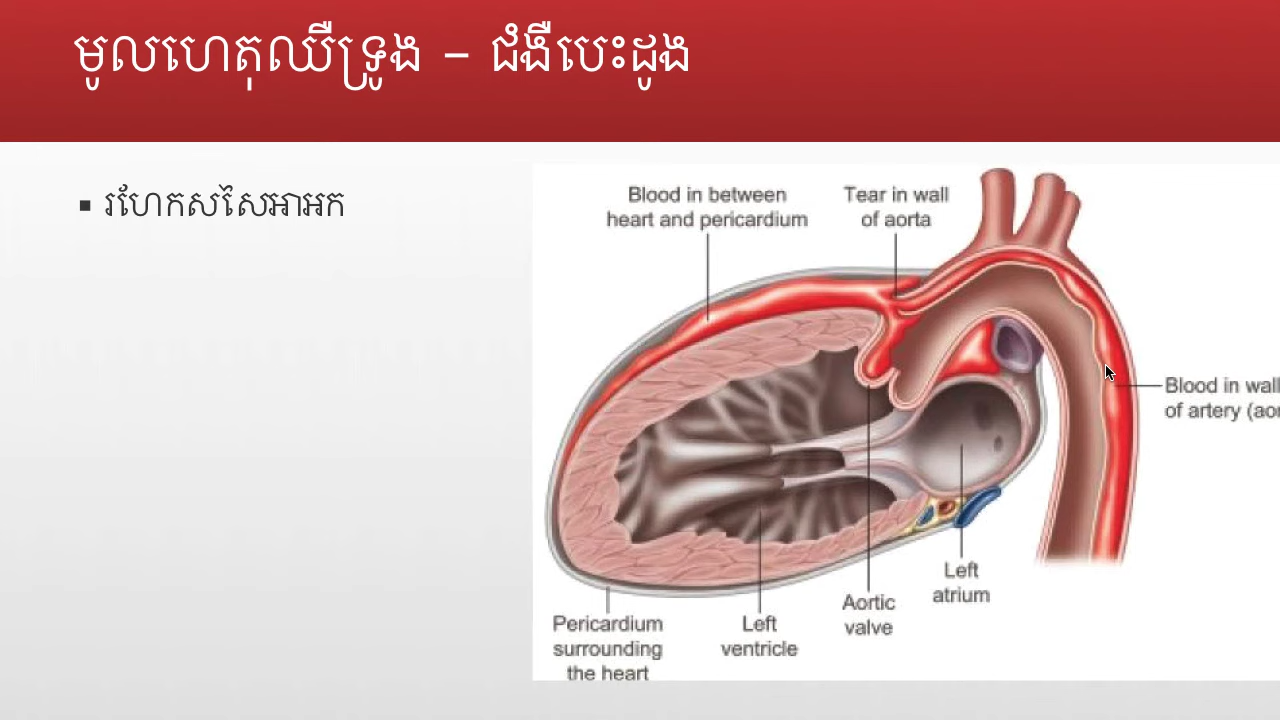 មូលហេតុឈឺទ្រូង – ជំងឺបេះដូង
▪ រហែកសសៃអាអក
Blood in between
heart and pericardium
Tear in wall
of aorta
Blood in wall
of artery (aor
Left
atrium
Aortic
valve
Left
ventricle
Pericardium
surrounding
the heart